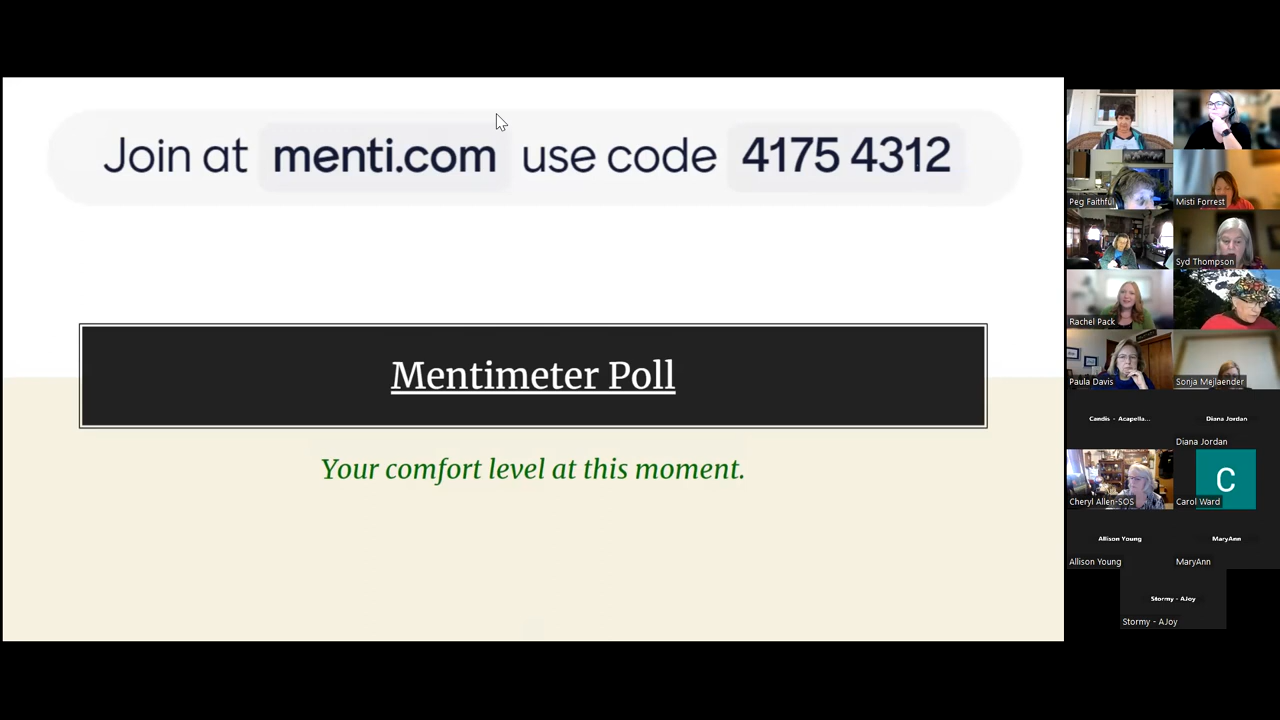 Join at menti.com use code 4175 4312
Mentimeter Poll
Your comfort level at this moment.
Peg Faithful
Misti Forrest
Syd Thompson
Rachel Pack
Paula Davis
Sonja Mejlaender
Candis - Acapella...
Diana Jordan
Diana Jordan
Cheryl Allen-SOS
C
Carol Ward
Allison Young
MaryAnn
Allison Young
MaryAnn
Stormy - AJoy
Stormy - AJoy